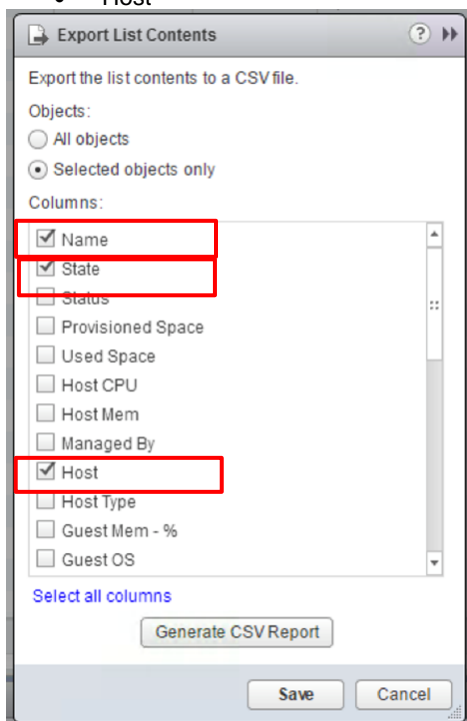 Host
Export List Contents
Export the list contents to a CSV file.
Objects:
All objects
Selected objects only
Columns:
Name
State
Status
Provisioned Space
Used Space
Host CPU
Host Mem
Managed By
Host
Host Type
Guest Mem - %
Guest OS
Select all columns
Generate CSV Report
Save Cancel